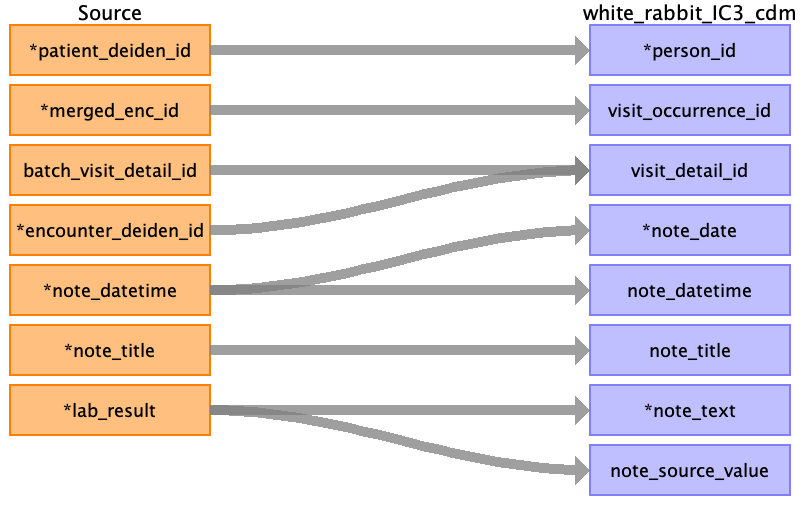 Source
white_rabbit_IC3_cdm
*patient_deiden_id
*person_id
*merged_enc_id
visit_occurrence_id
batch_visit_detail_id
visit_detail_id
*encounter_deiden_id
*note_date
*note_datetime
note_datetime
*note_title
note_title
*lab_result
*note_text
note_source_value